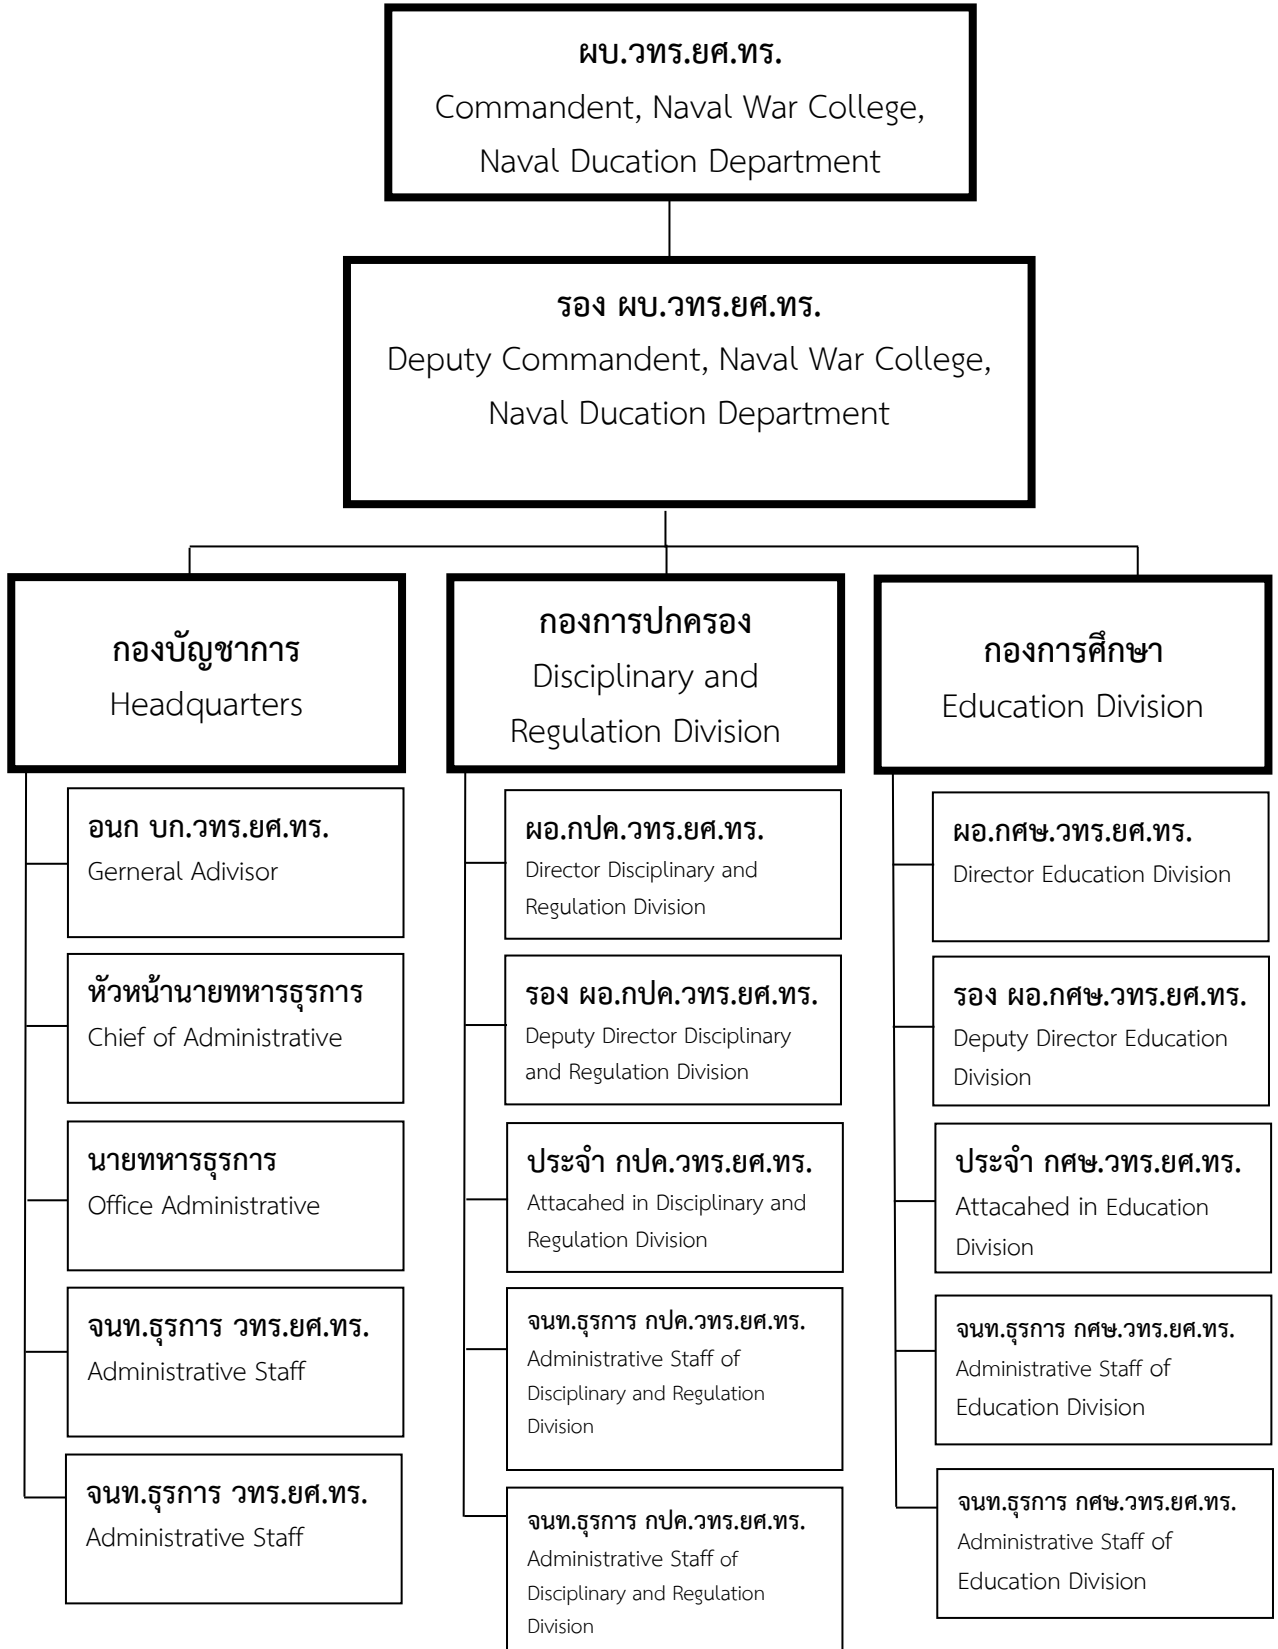 ผบ.วทร.ยศ.ทร.
Commandent, Naval War College,
Naval Ducation Department
รอง ผบ.วทร.ยศ.ทร.
Deputy Commandent, Naval War College,
Naval Ducation Department
กองบัญชาการ
Headquarters
อนก บก.วทร.ยศ.ทร.
Gerneral Adivisor
หัวหน้านายทหารธุรการ
Chief of Administrative
นายทหารธุรการ
Office Administrative
จนท.ธุรการ วทร.ยศ.ทร.
Administrative Staff
จนท.ธุรการ วทร.ยศ.ทร.
Administrative Staff
กองการปกครอง
Disciplinary and
Regulation Division
ผอ.กปค.วทร.ยศ.ทร.
Director Disciplinary and
Regulation Division
รอง ผอ.กปค.วทร.ยศ.ทร.
Deputy Director Disciplinary
and Regulation Division
ประจำ กปค.วทร.ยศ.ทร.
Attacahed in Disciplinary and
Regulation Division
จนท.ธุรการ กปค.วทร.ยศ.ทร.
Administrative Staff of
Disciplinary and Regulation
Division
จนท.ธุรการ กปค.วทร.ยศ.ทร.
Administrative Staff of
Disciplinary and Regulation
Division
กองการศึกษา
Education Division
ผอ.กศษ.วทร.ยศ.ทร.
Director Education Division
รอง ผอ.กศษ.วทร.ยศ.ทร.
Deputy Director Education
Division
ประจำ กศษ.วทร.ยศ.ทร.
Attacahed in Education
Division
จนท.ธุรการ กศษ.วทร.ยศ.ทร.
Administrative Staff of
Education Division
จนท.ธุรการ กศษ.วทร.ยศ.ทร.
Administrative Staff of
Education Division